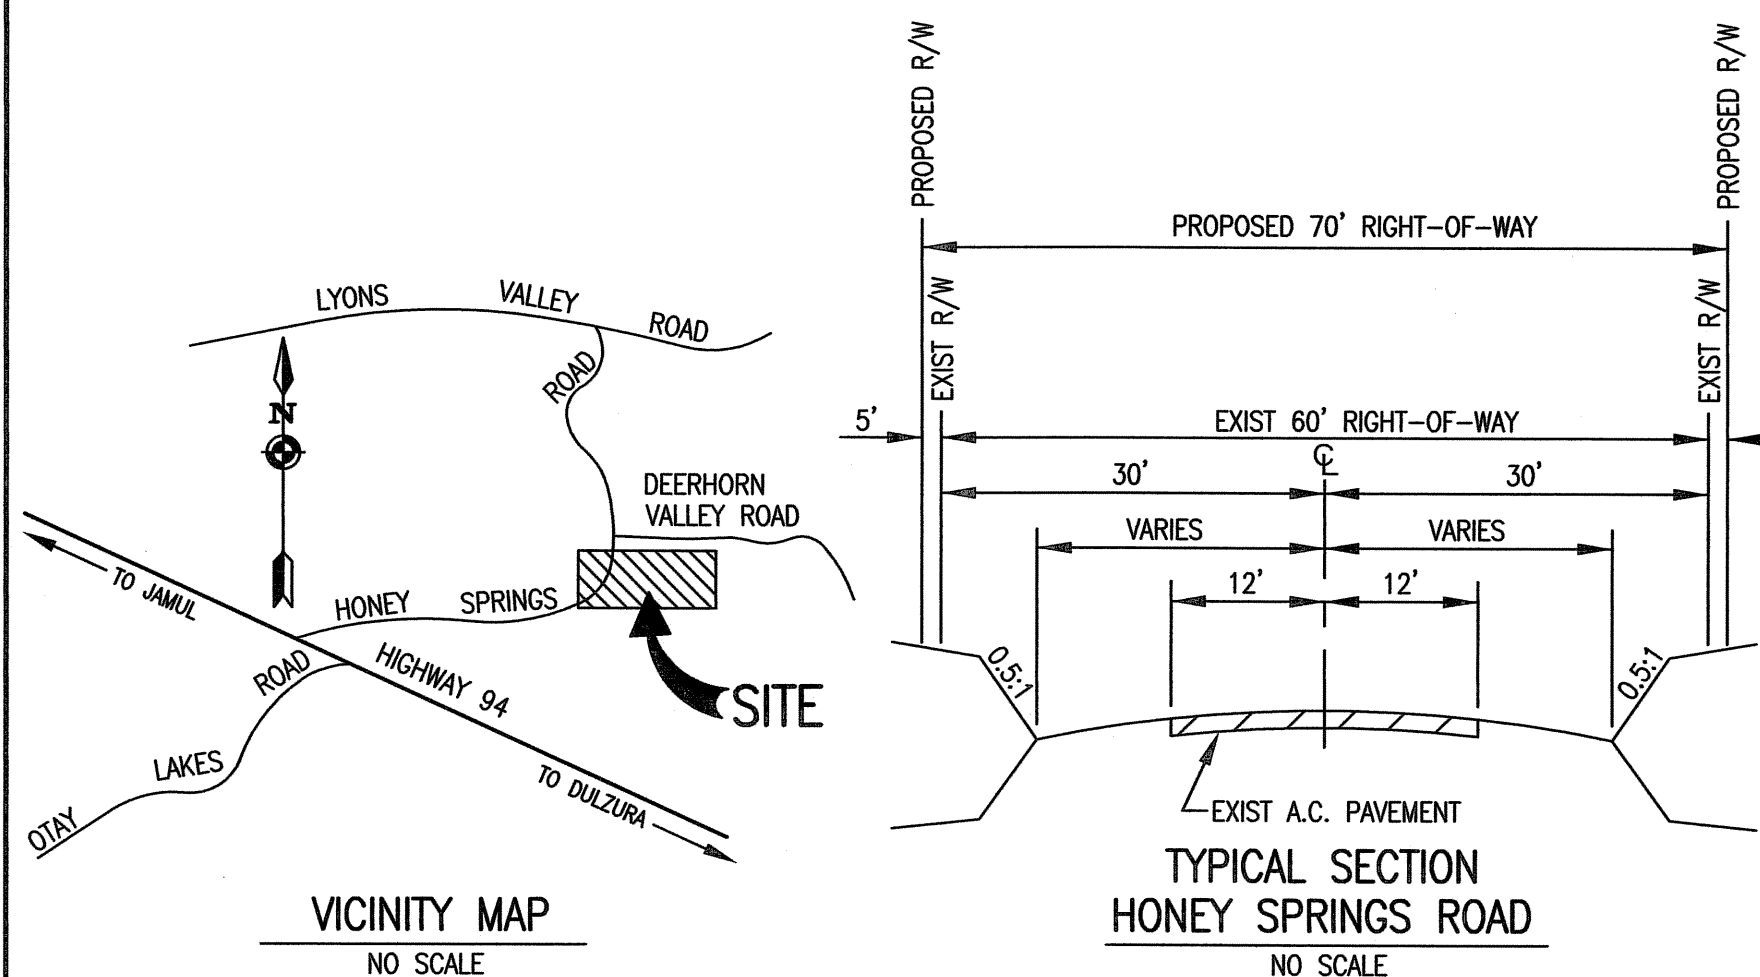 LYONS VALLEY ROAD
N
ROAD
DEERHORN
VALLEY ROAD
TO JAMUL
HONEY SPRINGS
ROAD
HIGHWAY 94
SITE
LAKES
OTAY
TO DULZURA
VICINITY MAP
NO SCALE
PROPOSED R/W
PROPOSED R/W
PROPOSED 70' RIGHT-OF-WAY
EXIST R/W
EXIST R/W
5'
EXIST 60' RIGHT-OF-WAY
CL
30'
30'
VARIES
VARIES
12'
12'
0.5:1
0.5:1
EXIST A.C. PAVEMENT
TYPICAL SECTION
HONEY SPRINGS ROAD
NO SCALE